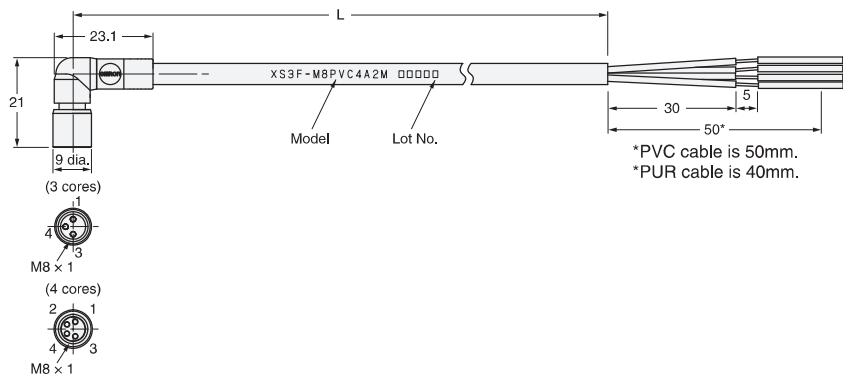 L
23.1
omron
XS3F-M8PVC4A2M □□□□□
21
Model
Lot No.
30
5
50*
9 dia.
*PVC cable is 50mm.
*PUR cable is 40mm.
(3 cores)
1
4
3
M8 × 1
(4 cores)
2 1
4 3
M8 × 1